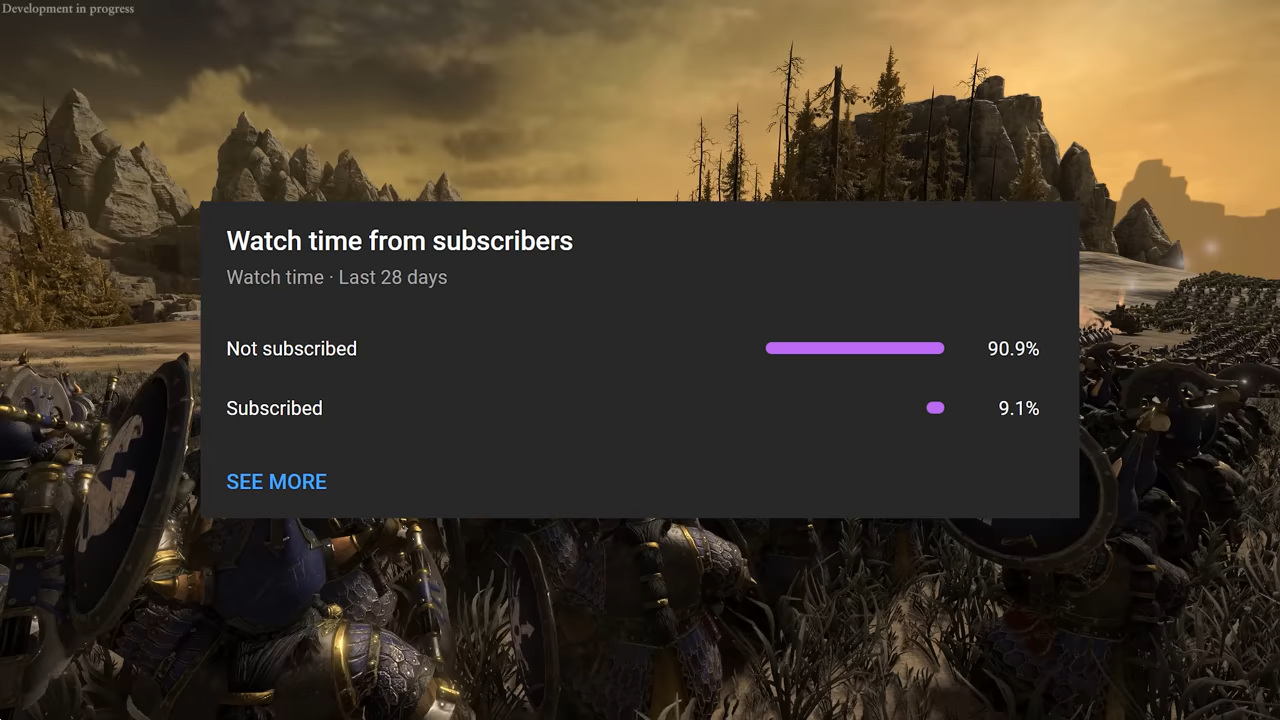 Development in progress
Watch time from subscribers
Watch time · Last 28 days
Not subscribed 90.9%
Subscribed 9.1%
SEE MORE